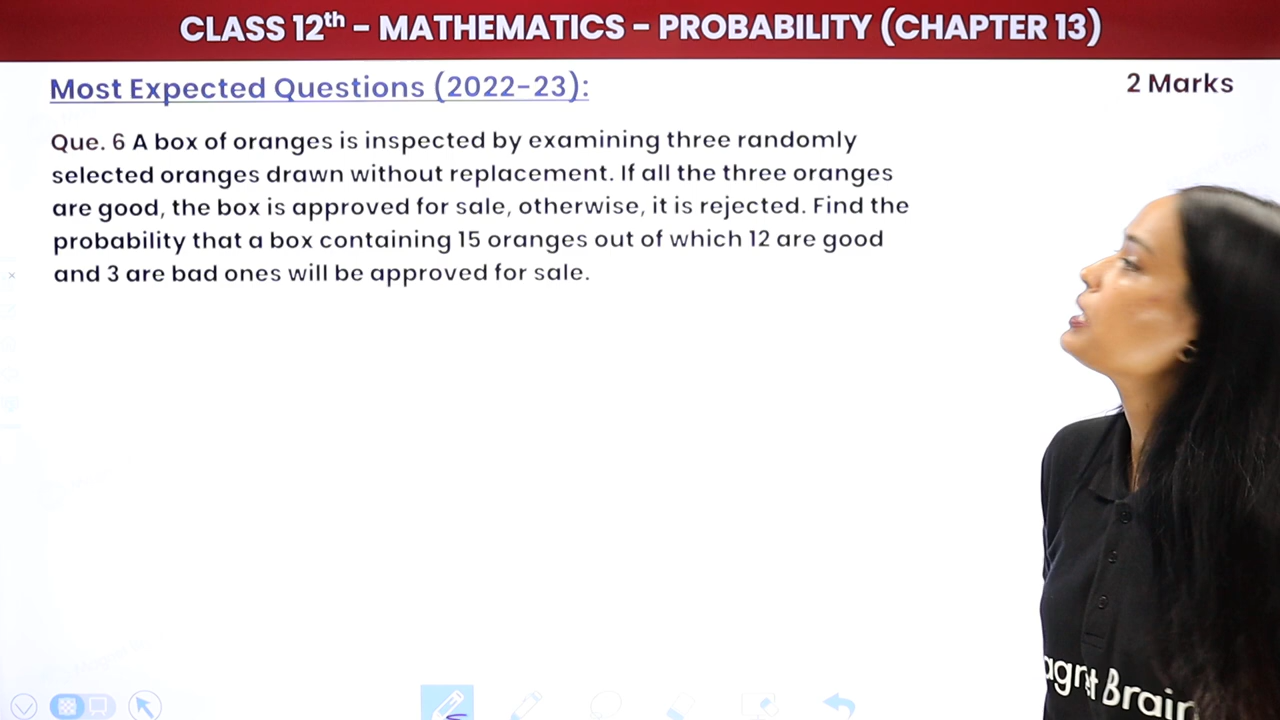 CLASS 12th - MATHEMATICS - PROBABILITY (CHAPTER 13)
Most Expected Questions (2022-23):
2 Marks
Que. 6 A box of oranges is inspected by examining three randomly
selected oranges drawn without replacement. If all the three oranges
are good, the box is approved for sale, otherwise, it is rejected. Find the
probability that a box containing 15 oranges out of which 12 are good
and 3 are bad ones will be approved for sale.
agnet Brain